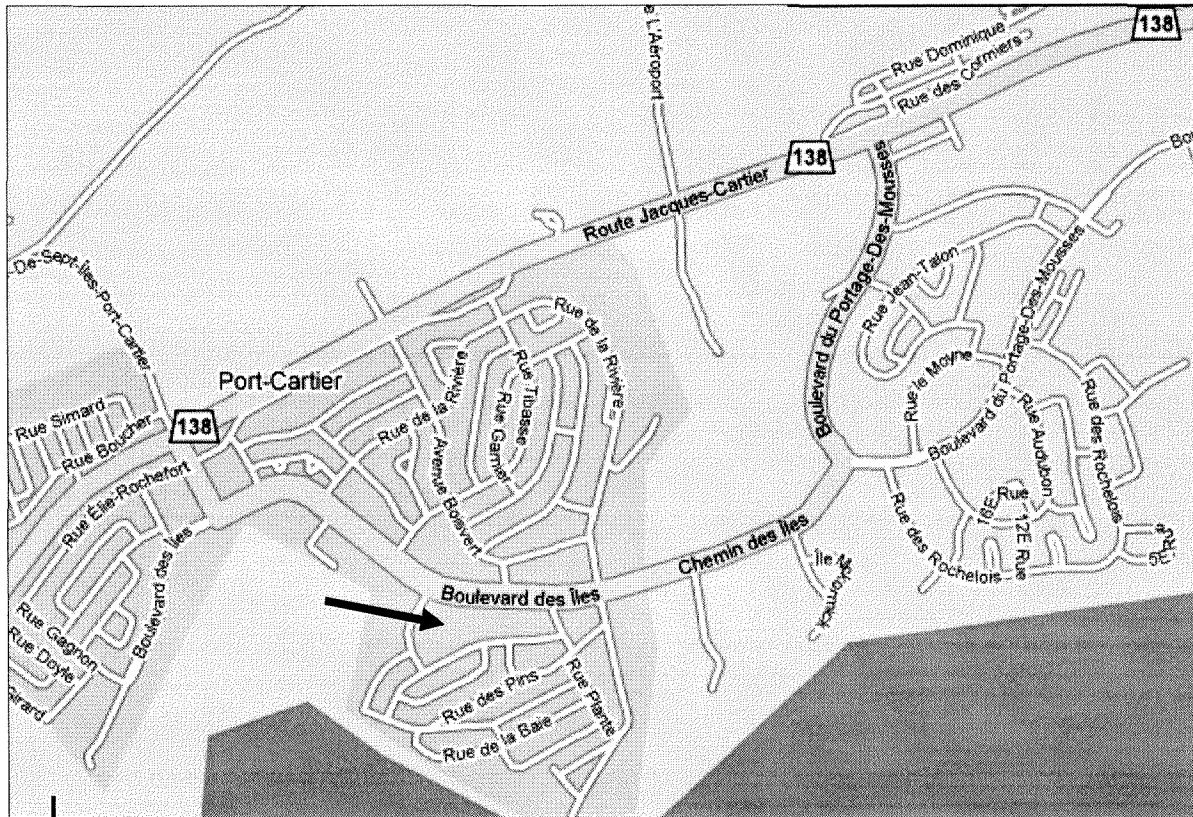 138
Rue Dominique
Rue des Cormiers
L'Aéroport
138
Route Jacques-Cartier
Boulevard du Portage-Des-Mousses
Rue Jean-Talon
Boulevard du Portage-Des-Mousses
-De-Sept-Îles-Port-Cartier
Rue de la Rivière
Port-Cartier
Rue de la Rivière
Rue Tibasse
Rue Garnier
Rue le Moyne
Rue Simard
138
Rue Boucher
Avenue Boisvert
Rue Audubon
Rue des Rochelois
Rue Élie-Rochefort
16E
Rue
12E Rue
Rue des Rochelois
Chemin des Îles
Boulevard des Îles
Boulevard des Îles
Rue Gagnon
Rue Doyle
Girard
Rue des Pins
Rue Plante
Rue de la Baie